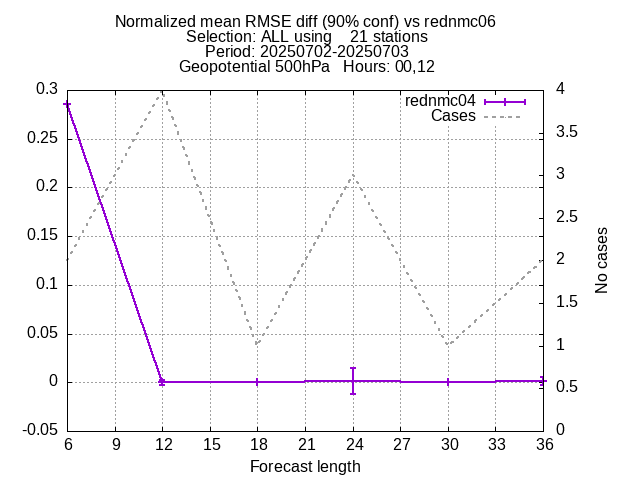 Normalized mean RMSE diff (90% conf) vs rednmc06
Selection: ALL using    21 stations
Period: 20250702-20250703
Geopotential 500hPa   Hours: 00,12
rednmc04
Cases
0.3
0.25
0.2
0.15
0.1
0.05
0
-0.05
4
3.5
3
2.5
2
1.5
1
0.5
0
No cases
6 9 12 15 18 21 24 27 30 33 36
Forecast length